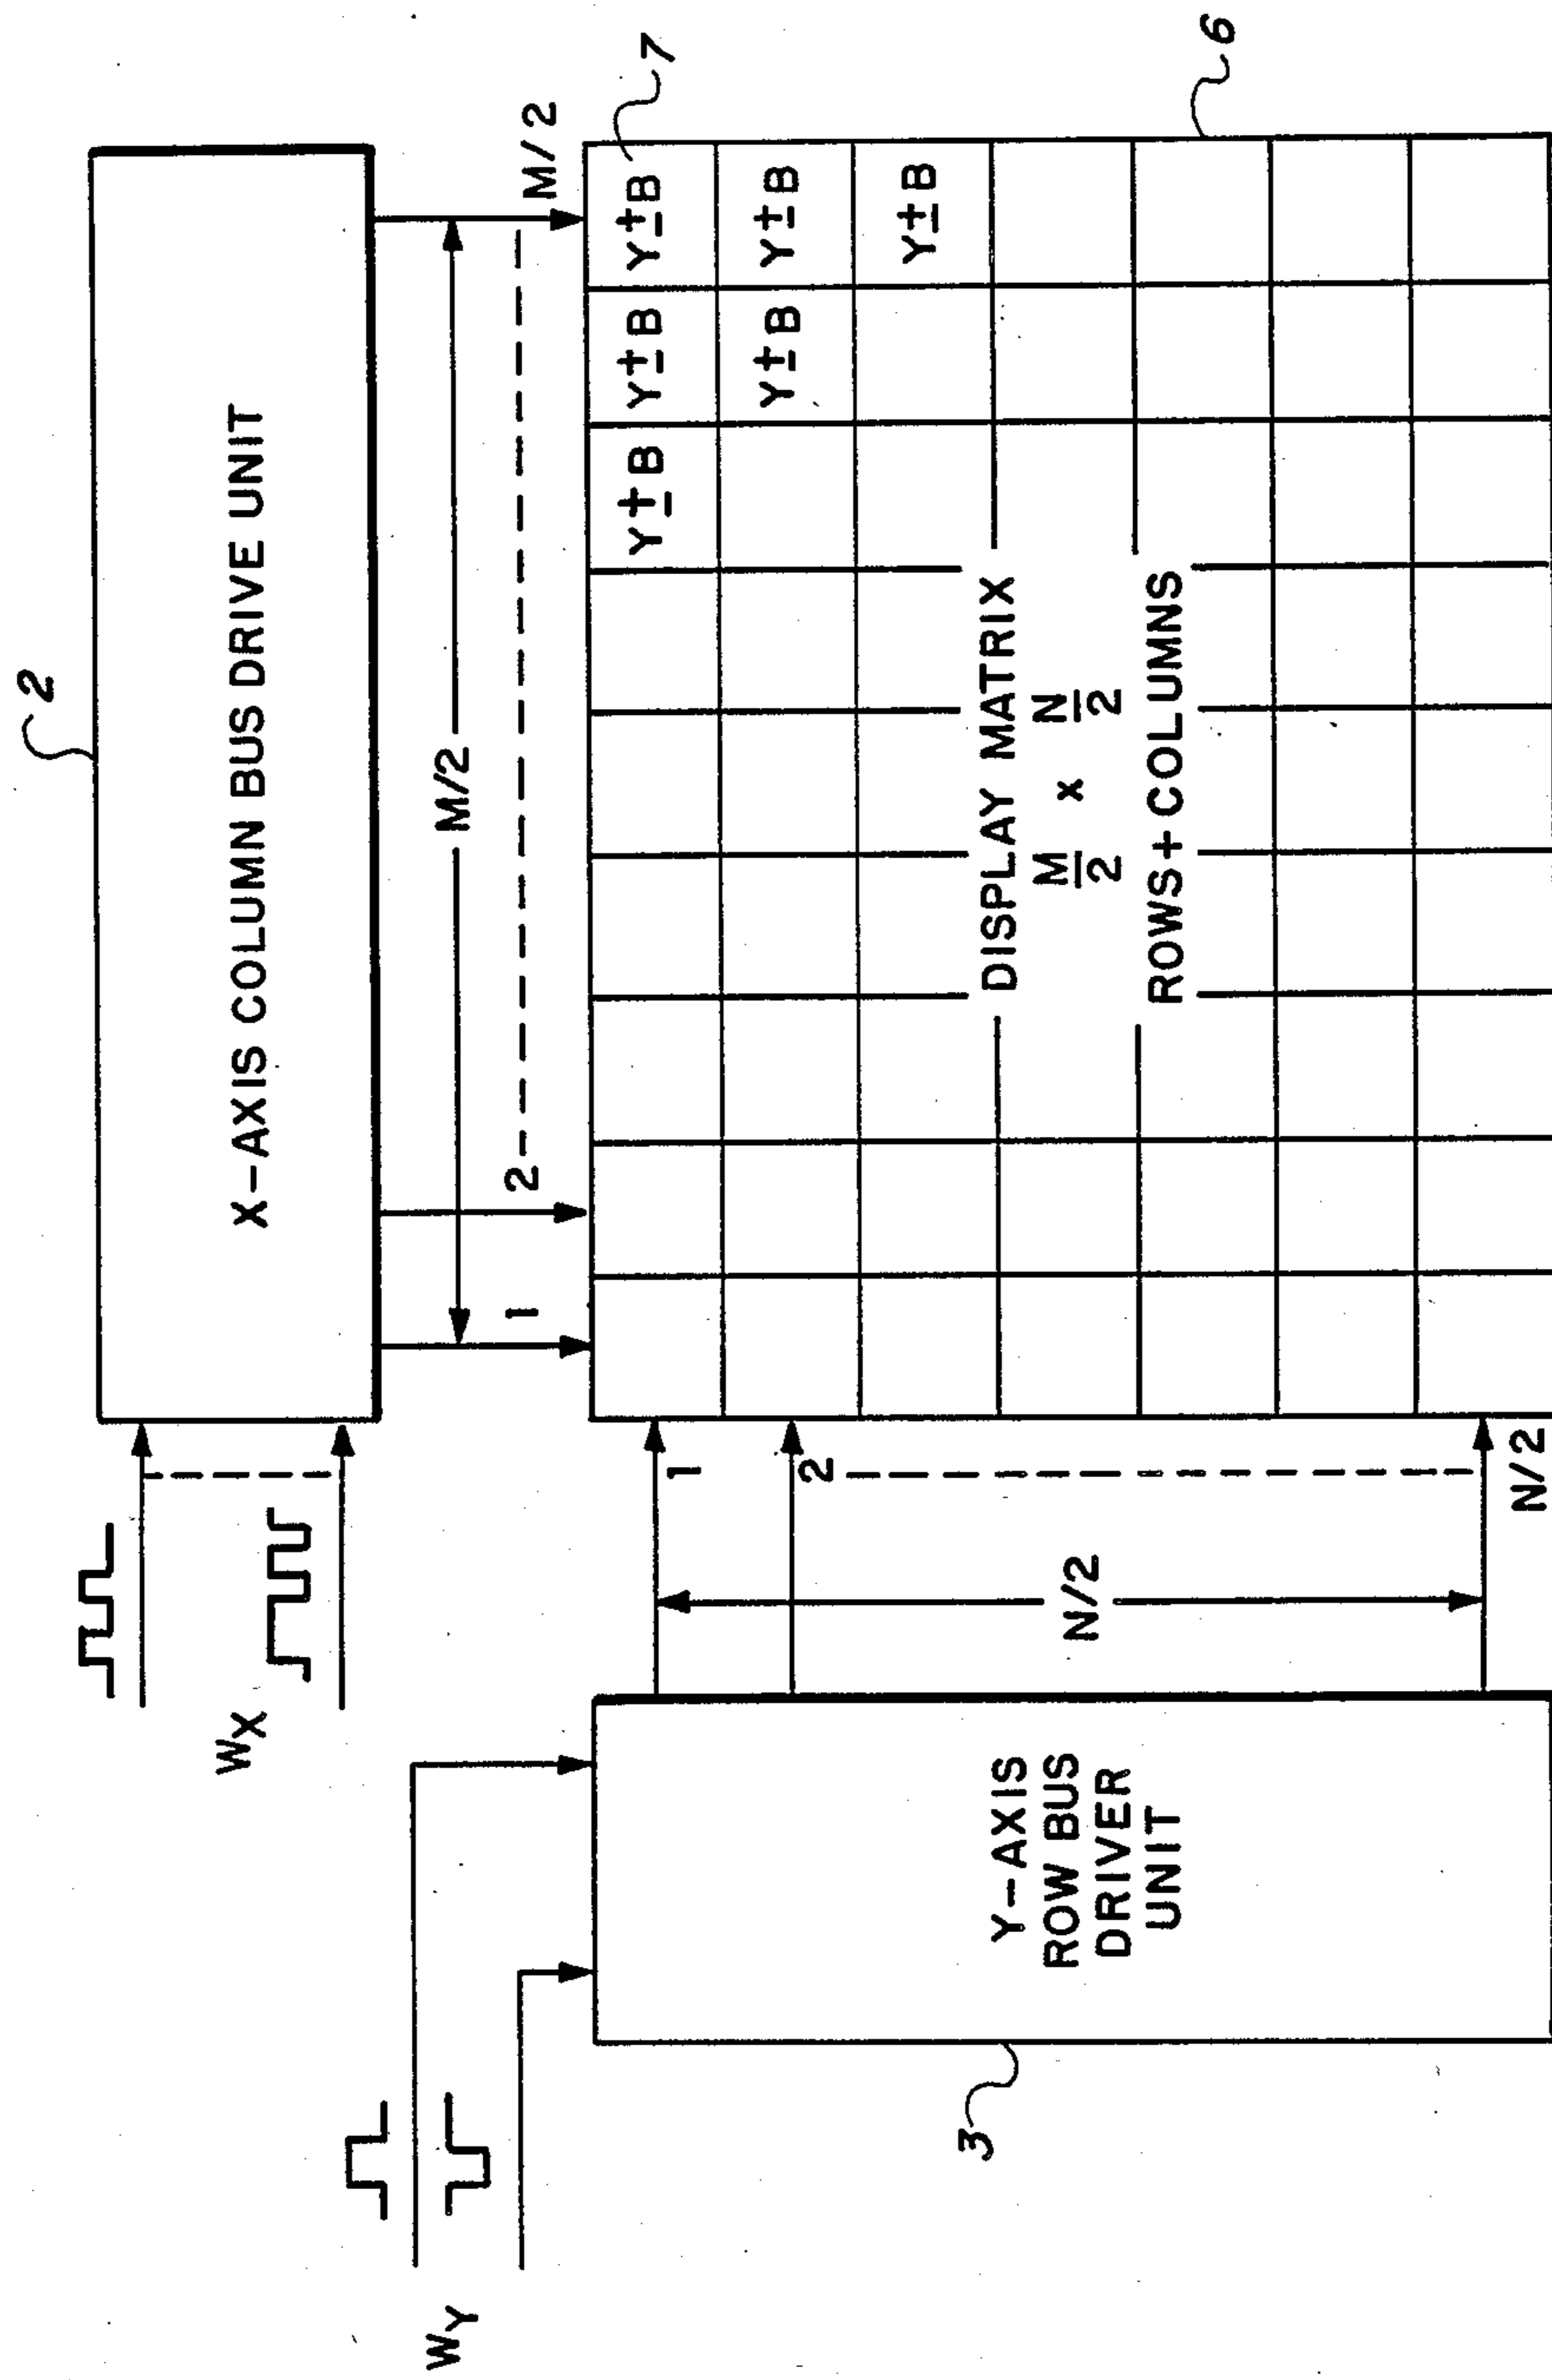 2
X-AXIS COLUMN BUS DRIVE UNIT
WX
M/2
1
2
M/2
7
WY
Y±B Y±B Y±B
Y±B Y±B
Y±B
1
2
N/2
N/2
Y-AXIS
ROW BUS
DRIVER
UNIT
3
DISPLAY MATRIX
M/2 x N/2
ROWS+COLUMNS
6